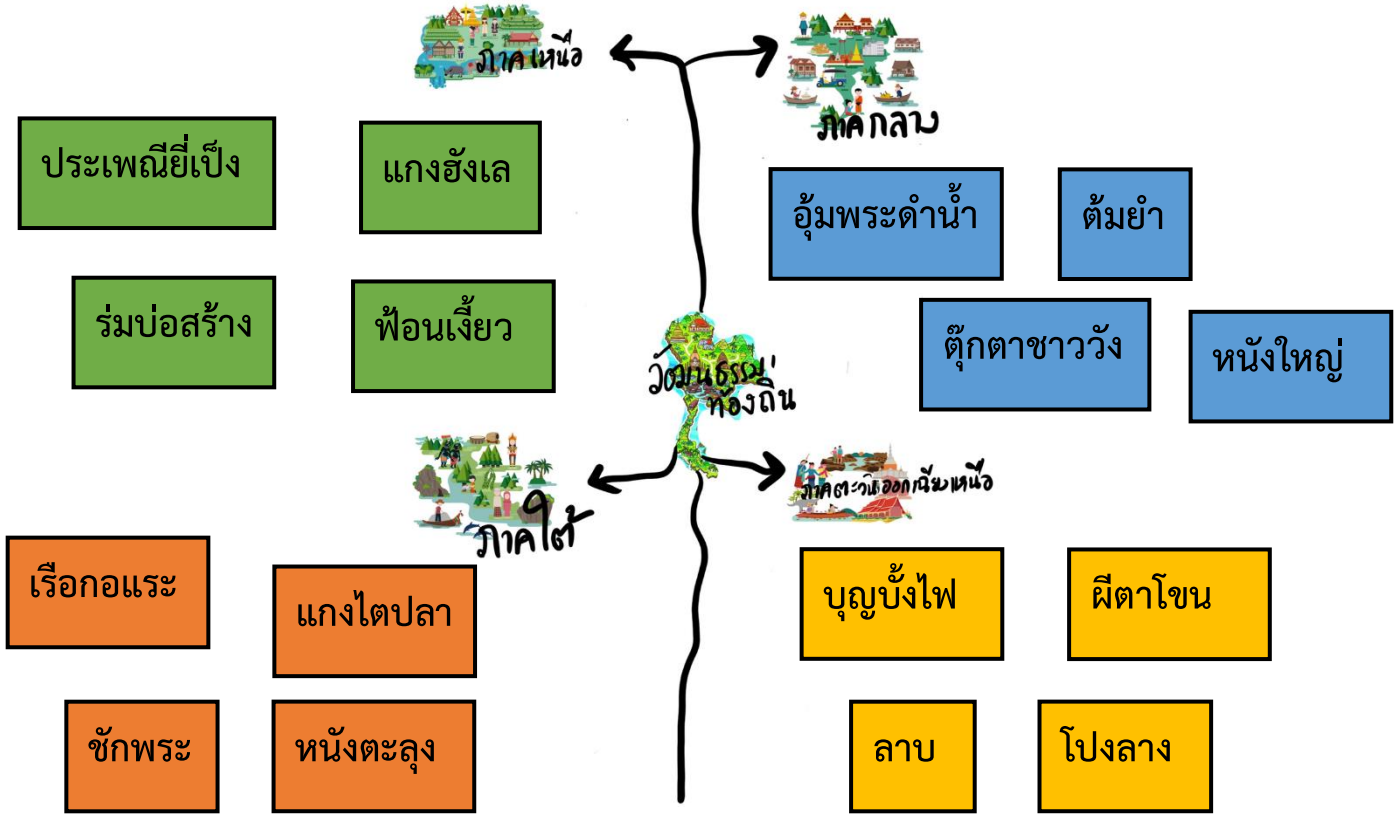 ภาคเหนือ
ภาคกลาง
ประเพณียี่เป็ง
แกงฮังเล
ร่มบ่อสร้าง
ฟ้อนเงี้ยว
อุ้มพระดำน้ำ
ต้มยำ
ตุ๊กตาชาววัง
หนังใหญ่
วัฒนธรรม
ท้องถิ่น
ภาคใต้
ภาคตะวันออกเฉียงเหนือ
เรือกอแระ
แกงไตปลา
ชักพระ
หนังตะลุง
บุญบั้งไฟ
ผีตาโขน
ลาบ
โปงลาง